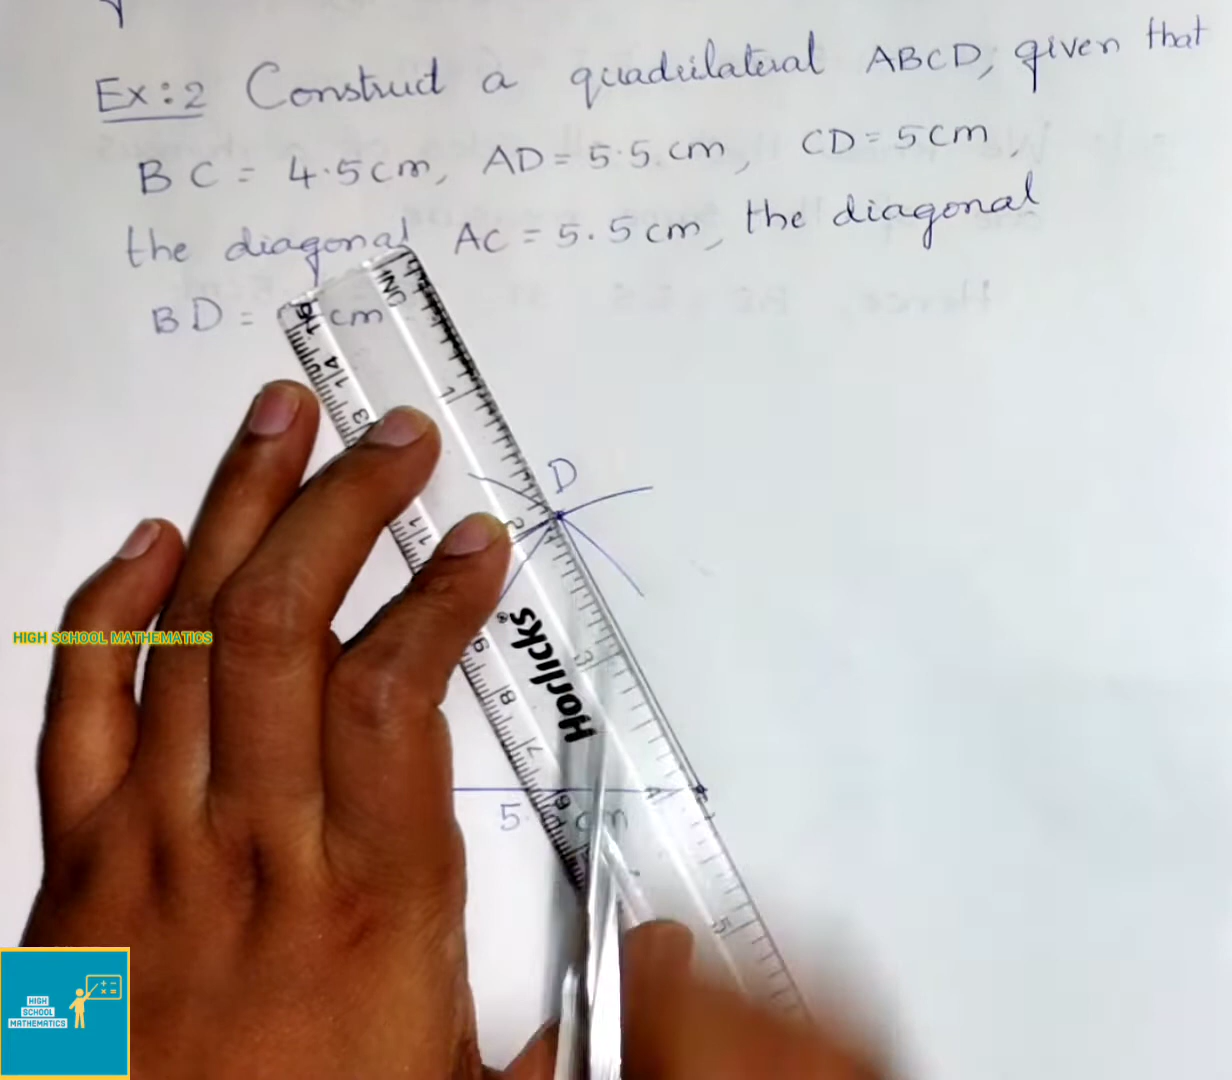 Ex:2 Construct a quadrilateral ABCD, given that
BC = 4.5cm, AD = 5.5.cm, CD = 5cm,
the diagonal AC = 5.5cm, the diagonal
BD = cm
D
Horlicks
HIGH SCHOOL MATHEMATICS
5. cm
HIGH
SCHOOL
MATHEMATICS